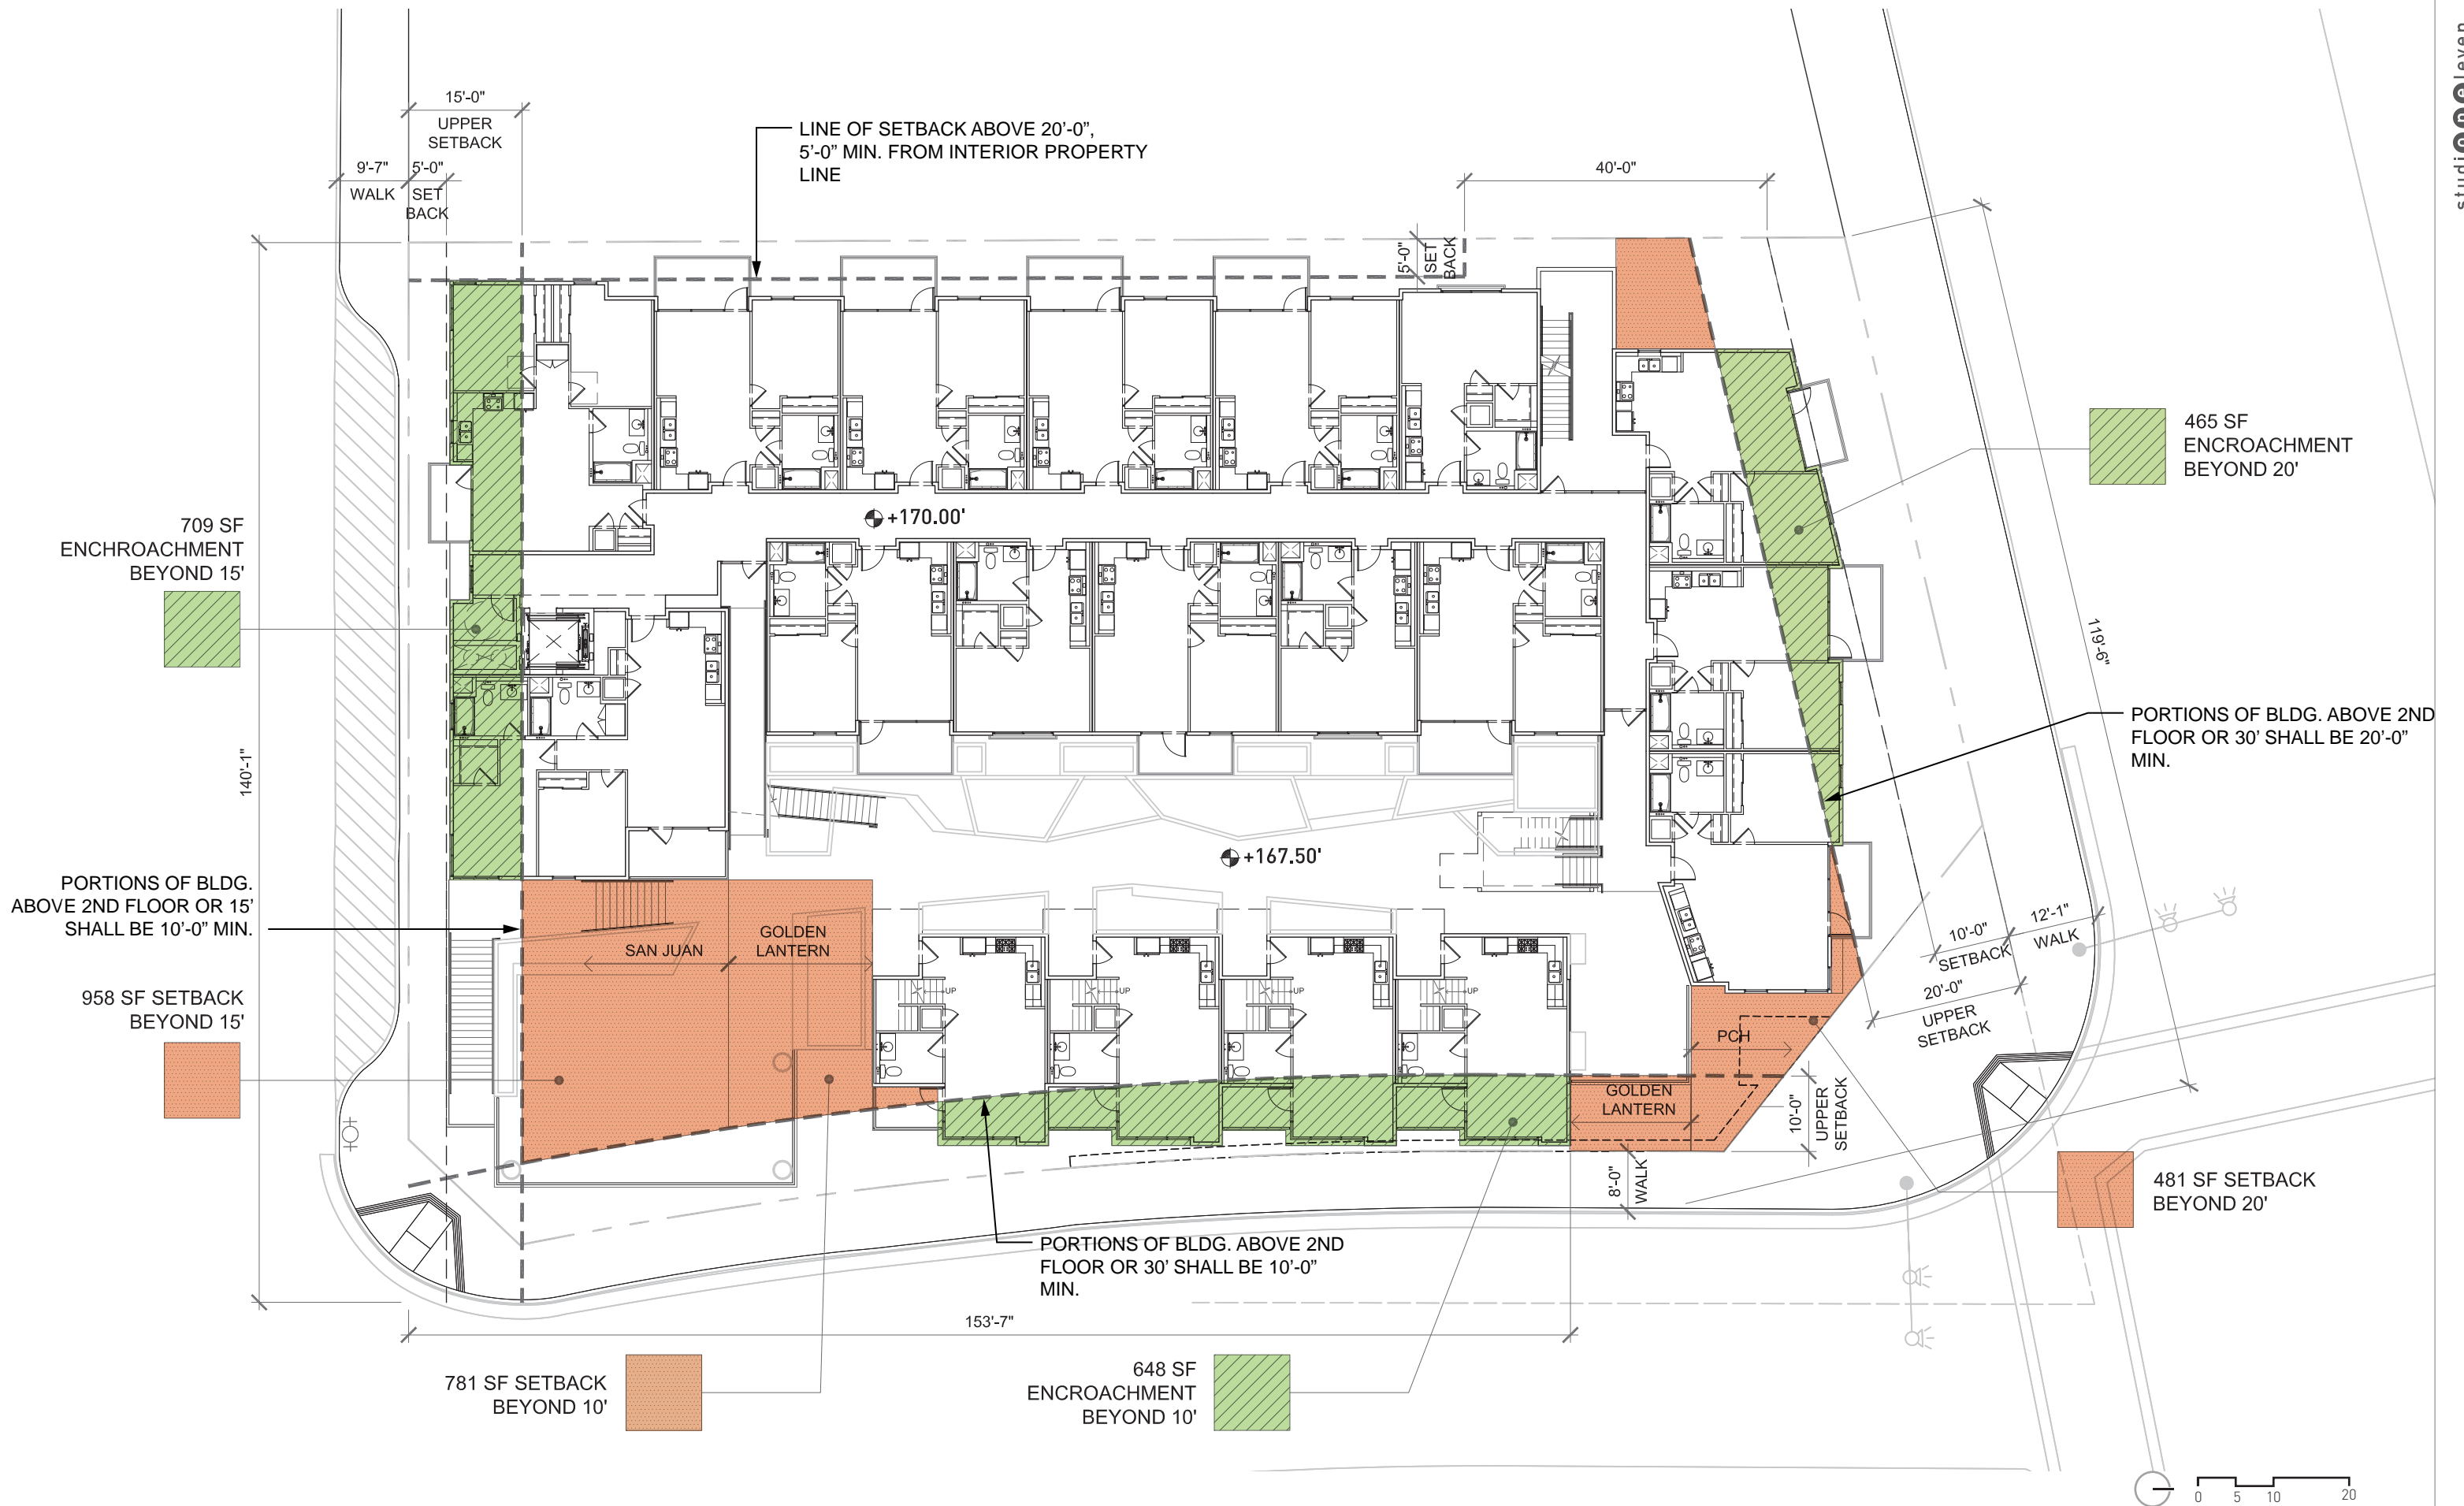 studioneleven
15'-0"
UPPER
SETBACK
9'-7"
5'-0"
WALK
SET
BACK
LINE OF SETBACK ABOVE 20'-0",
5'-0" MIN. FROM INTERIOR PROPERTY
LINE
40'-0"
5'-0"
SET
BACK
465 SF
ENCROACHMENT
BEYOND 20'
+170.00'
709 SF
ENCHROACHMENT
BEYOND 15'
119'-6"
140'-1"
PORTIONS OF BLDG. ABOVE 2ND
FLOOR OR 30' SHALL BE 20'-0"
MIN.
+167.50'
PORTIONS OF BLDG.
ABOVE 2ND FLOOR OR 15'
SHALL BE 10'-0" MIN.
SAN JUAN
GOLDEN
LANTERN
10'-0"
SETBACK
12'-1"
WALK
20'-0"
UPPER
SETBACK
958 SF SETBACK
BEYOND 15'
UP
UP
UP
UP
PCH
GOLDEN
LANTERN
10'-0"
UPPER
SETBACK
8'-0"
WALK
481 SF SETBACK
BEYOND 20'
PORTIONS OF BLDG. ABOVE 2ND
FLOOR OR 30' SHALL BE 10'-0"
MIN.
153'-7"
781 SF SETBACK
BEYOND 10'
648 SF
ENCROACHMENT
BEYOND 10'
0 5 10 20